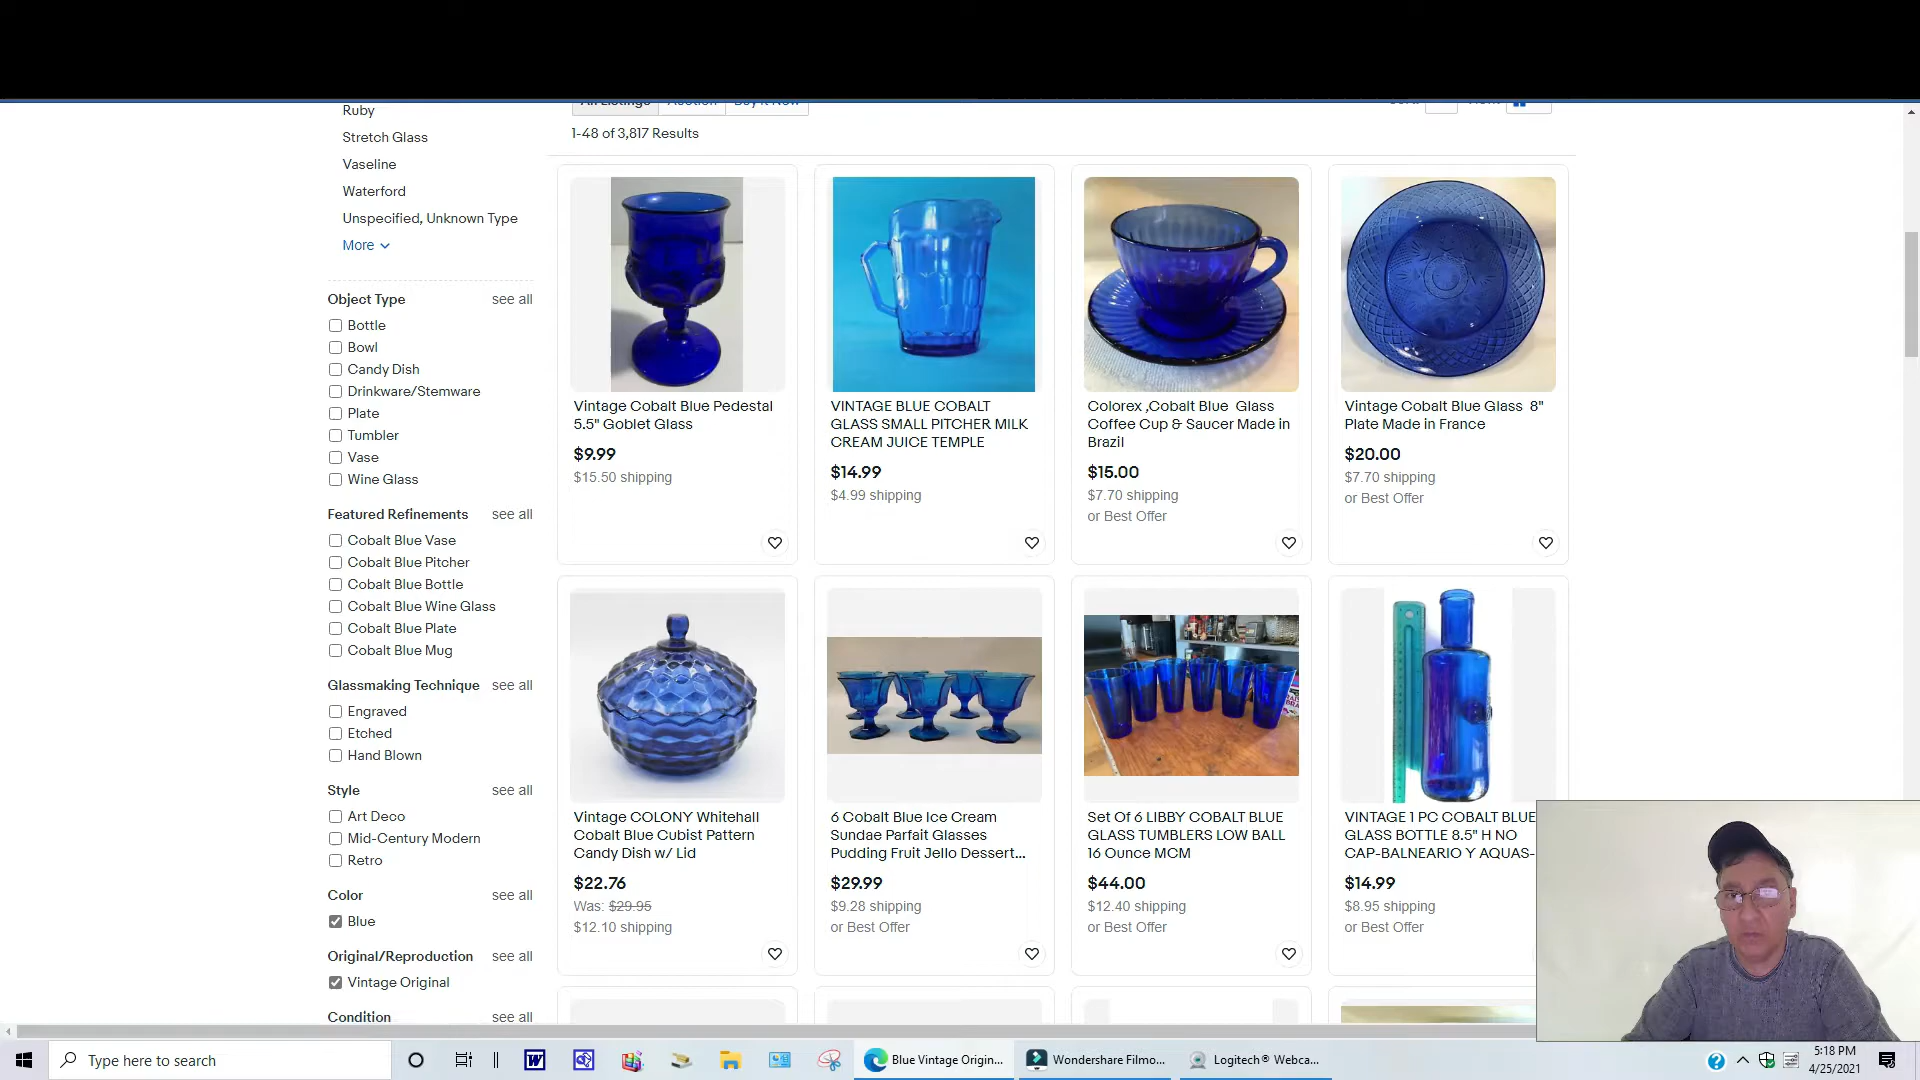 Ruby
Stretch Glass
Vaseline
Waterford
Unspecified, Unknown Type
More
Object Type see all
Bottle
Bowl
Candy Dish
Drinkware/Stemware
Plate
Tumbler
Vase
Wine Glass
Featured Refinements see all
Cobalt Blue Vase
Cobalt Blue Pitcher
Cobalt Blue Bottle
Cobalt Blue Wine Glass
Cobalt Blue Plate
Cobalt Blue Mug
Glassmaking Technique see all
Engraved
Etched
Hand Blown
Style see all
Art Deco
Mid-Century Modern
Retro
Color see all
Blue
Original/Reproduction see all
Vintage Original
Condition see all
All Listings Auction Buy It Now
1-48 of 3,817 Results
Vintage Cobalt Blue Pedestal
5.5" Goblet Glass
$9.99
$15.50 shipping
VINTAGE BLUE COBALT
GLASS SMALL PITCHER MILK
CREAM JUICE TEMPLE
$14.99
$4.99 shipping
Colorex ,Cobalt Blue Glass
Coffee Cup & Saucer Made in
Brazil
$15.00
$7.70 shipping
or Best Offer
Vintage Cobalt Blue Glass 8"
Plate Made in France
$20.00
$7.70 shipping
or Best Offer
Vintage COLONY Whitehall
Cobalt Blue Cubist Pattern
Candy Dish w/ Lid
$22.76
Was: $29.95
$12.10 shipping
6 Cobalt Blue Ice Cream
Sundae Parfait Glasses
Pudding Fruit Jello Dessert...
$29.99
$9.28 shipping
or Best Offer
Set Of 6 LIBBY COBALT BLUE
GLASS TUMBLERS LOW BALL
16 Ounce MCM
$44.00
$12.40 shipping
or Best Offer
VINTAGE 1 PC COBALT BLUE
GLASS BOTTLE 8.5" H NO
CAP-BALNEARIO Y AQUAS-
$14.99
$8.95 shipping
or Best Offer
Type here to search
Blue Vintage Origin...
Wondershare Filmo...
Logitech® Webca...
5:18 PM
4/25/2021